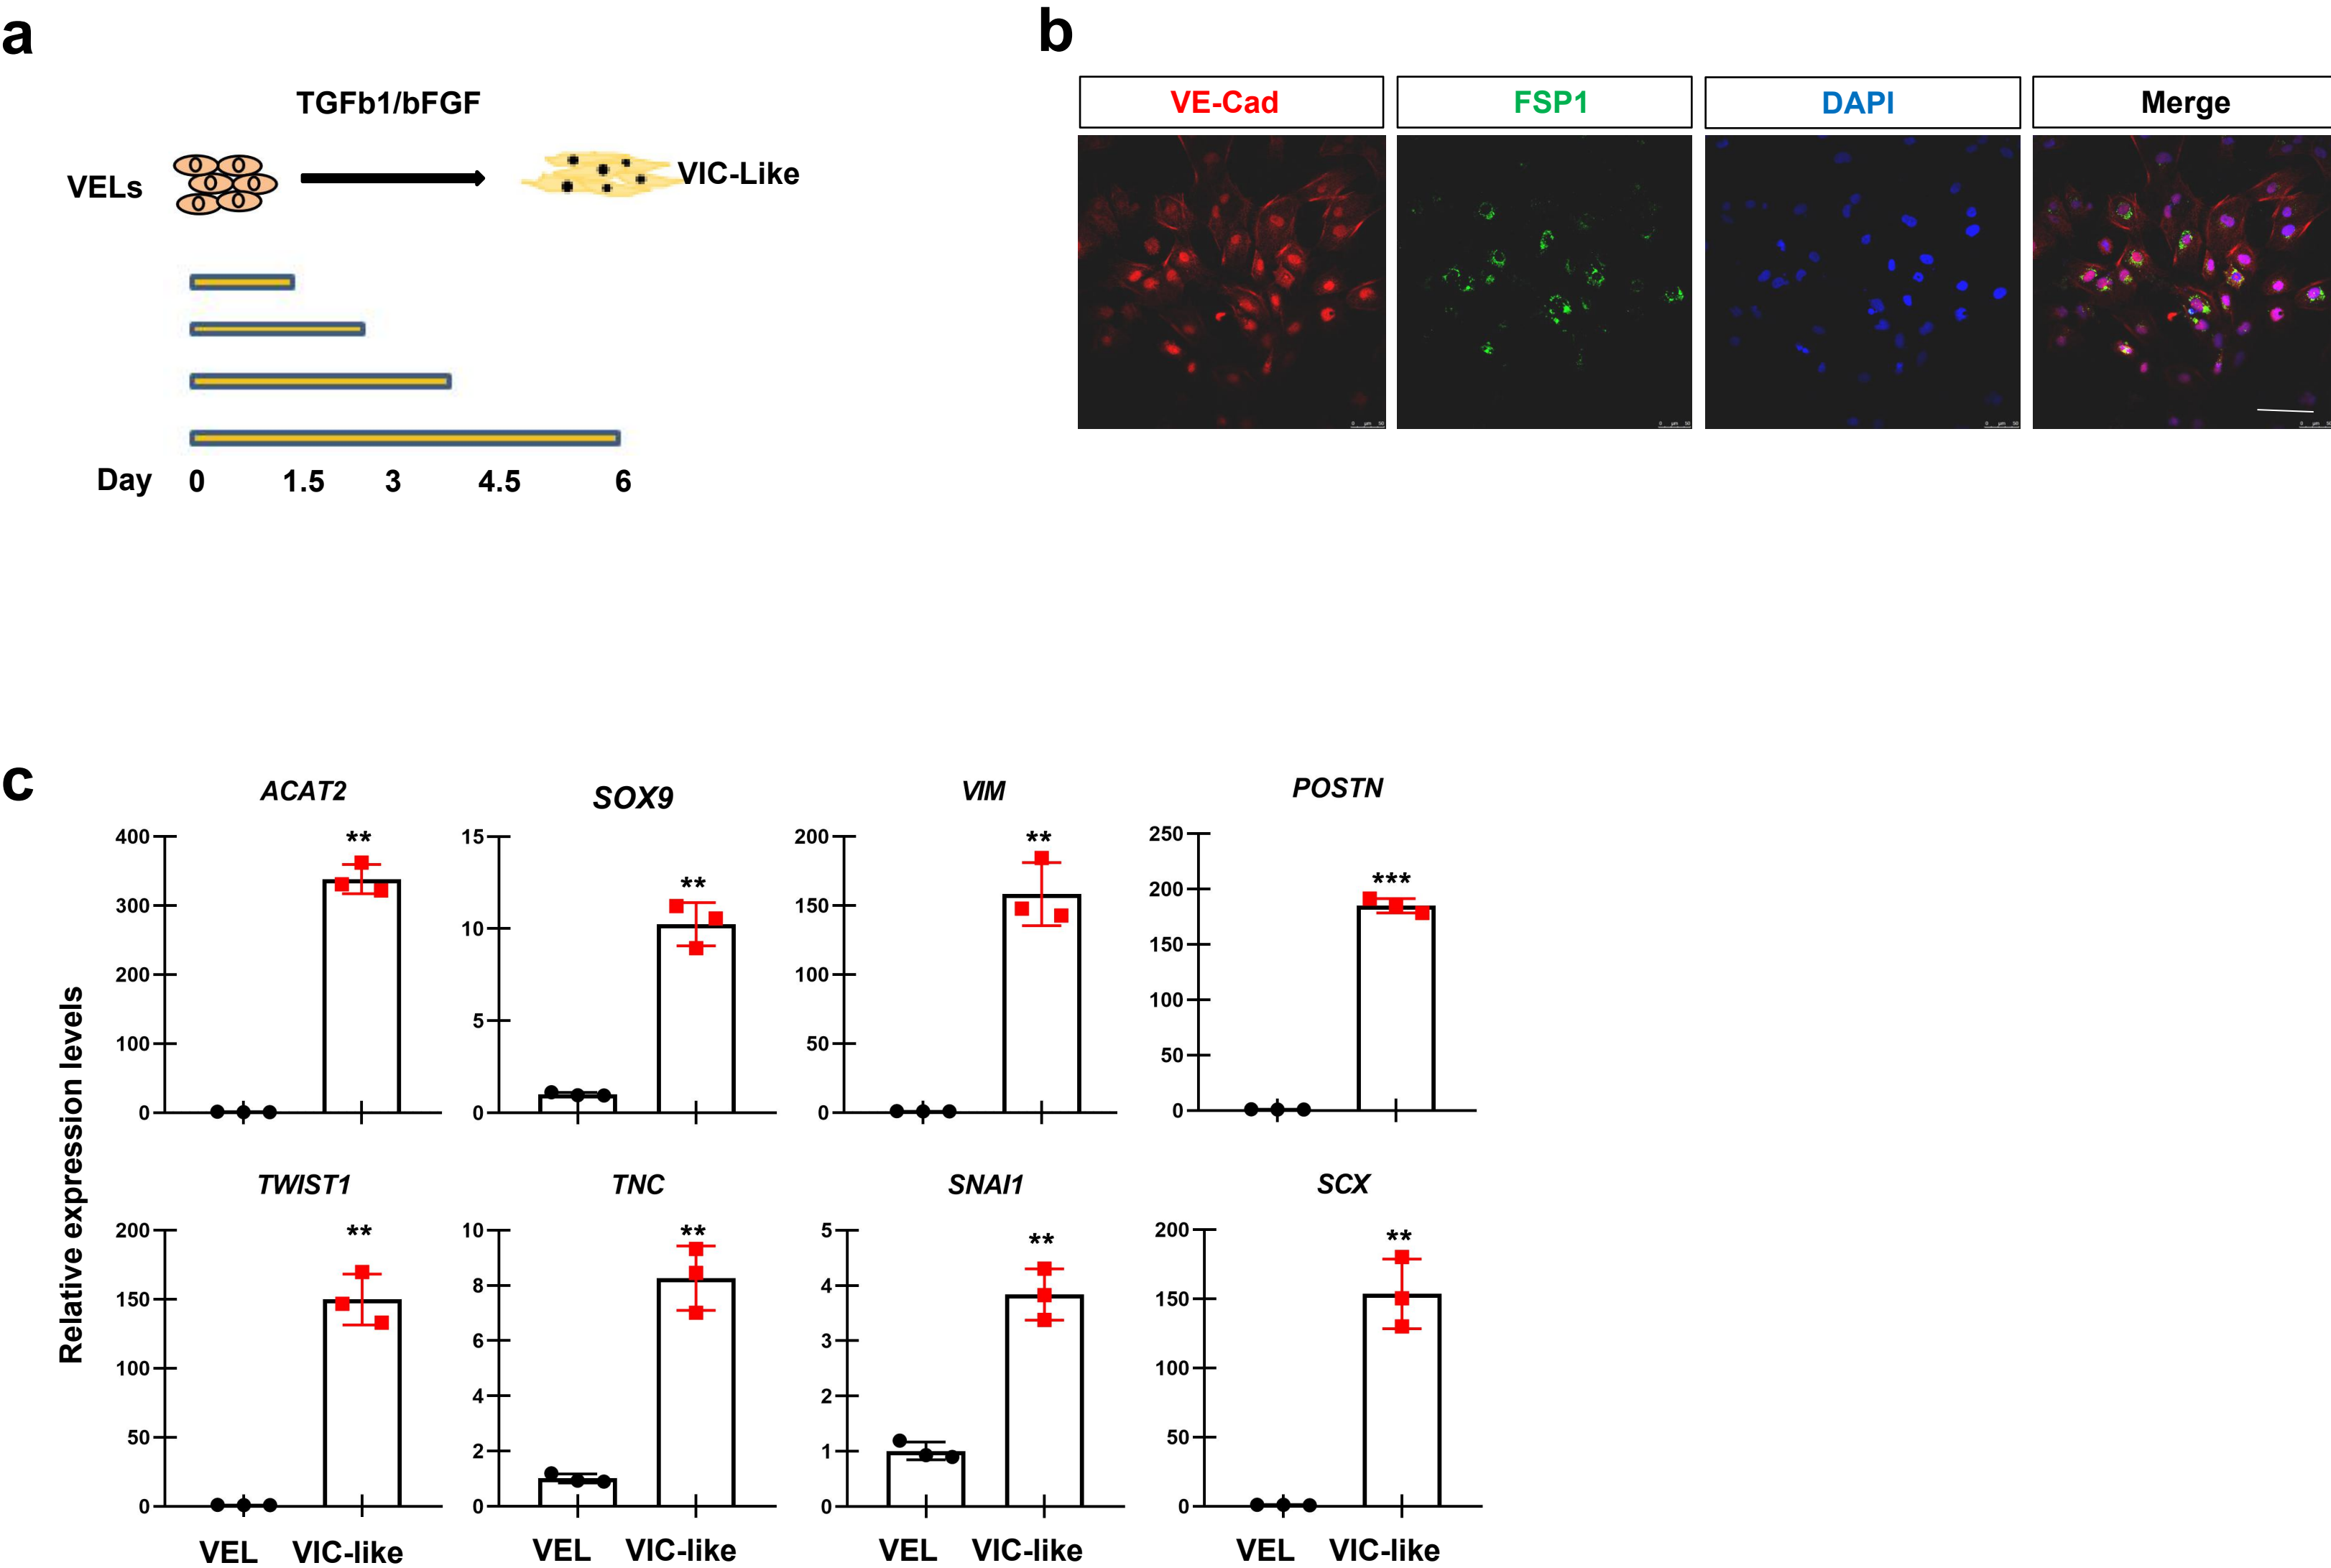 a
TGFb1/bFGF
VELs
VIC-Like
Day 0 1.5 3 4.5 6
b
VE-Cad FSP1 DAPI Merge
c
Relative expression levels
ACAT2
400
**
300
200
100
0
SOX9
15
**
10
5
0
VIM
200
**
150
100
50
0
POSTN
250
***
200
150
100
50
0
TWIST1
200
**
150
100
50
0
VEL VIC-like
TNC
10
**
8
6
4
2
0
VEL VIC-like
SNAI1
5
**
4
3
2
1
0
VEL VIC-like
SCX
200
**
150
100
50
0
VEL VIC-like